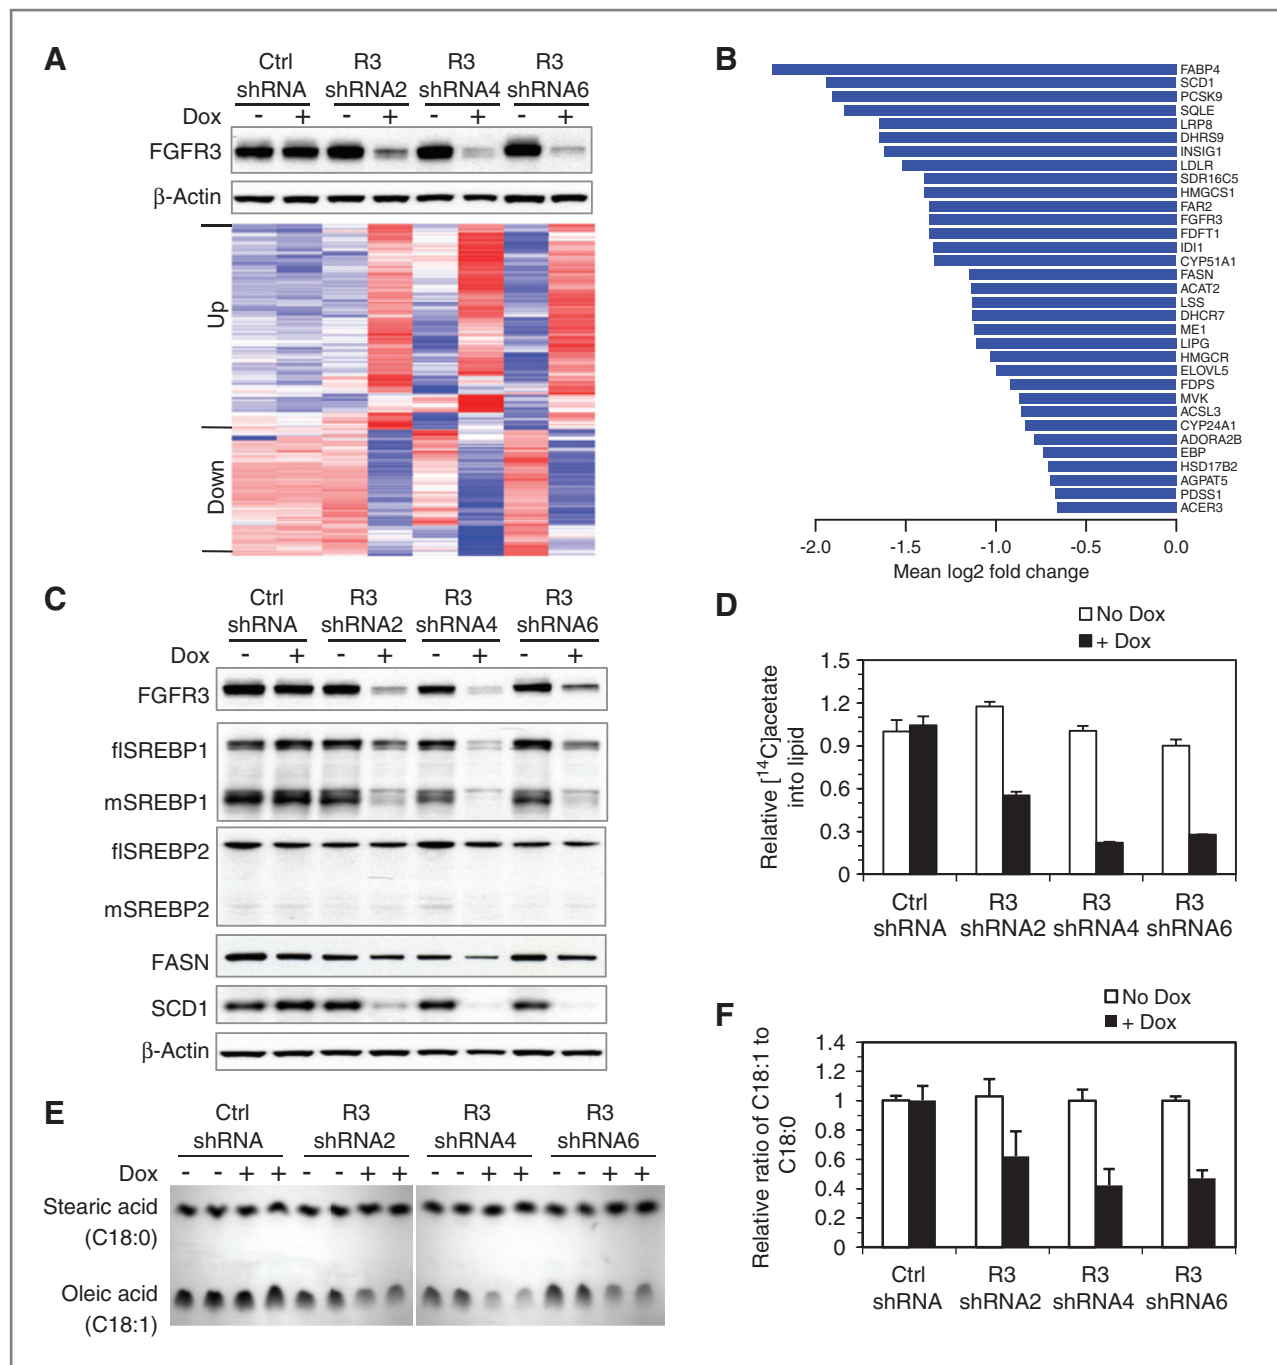 A
Ctrl shRNA
R3 shRNA2
R3 shRNA4
R3 shRNA6
Dox - + - + - + - +
FGFR3
β-Actin
Up
Down
B
FABP4
SCD1
PCSK9
SQLE
LRP8
DHRS9
INSIG1
LDLR
SDR16C5
HMGCS1
FAR2
FGFR3
FDFT1
IDI1
CYP51A1
FASN
ACAT2
LSS
DHCR7
ME1
LIPG
HMGCR
ELOVL5
FDPS
MVK
ACSL3
CYP24A1
ADORA2B
EBP
HSD17B2
AGPAT5
PDSS1
ACER3
-2.0 -1.5 -1.0 -0.5 0.0
Mean log2 fold change
C
Ctrl shRNA
R3 shRNA2
R3 shRNA4
R3 shRNA6
Dox - + - + - + - +
FGFR3
flSREBP1
mSREBP1
flSREBP2
mSREBP2
FASN
SCD1
β-Actin
D
No Dox
+ Dox
Relative [14C]acetate
into lipid
1.5
1.2
0.9
0.6
0.3
0
Ctrl shRNA
R3 shRNA2
R3 shRNA4
R3 shRNA6
E
Ctrl shRNA
R3 shRNA2
R3 shRNA4
R3 shRNA6
Dox - - + + - - + + - - + + - - + +
Stearic acid
(C18:0)
Oleic acid
(C18:1)
F
No Dox
+ Dox
Relative ratio of C18:1 to
C18:0
1.4
1.2
1
0.8
0.6
0.4
0.2
0
Ctrl shRNA
R3 shRNA2
R3 shRNA4
R3 shRNA6